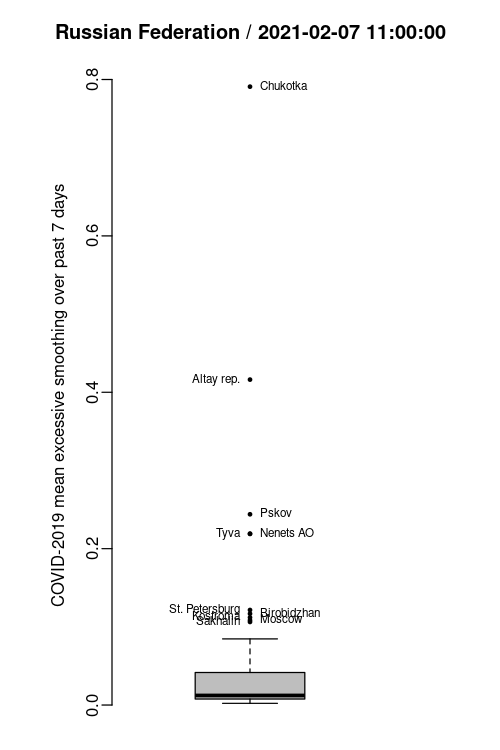 Russian Federation / 2021-02-07 11:00:00
COVID-2019 mean excessive smoothing over past 7 days
0.8
0.6
0.4
0.2
0.0
Chukotka
Altay rep.
Pskov
Tyva
Nenets AO
St. Petersburg
Birobidzhan
Kostroma
Moscow
Sakhalin